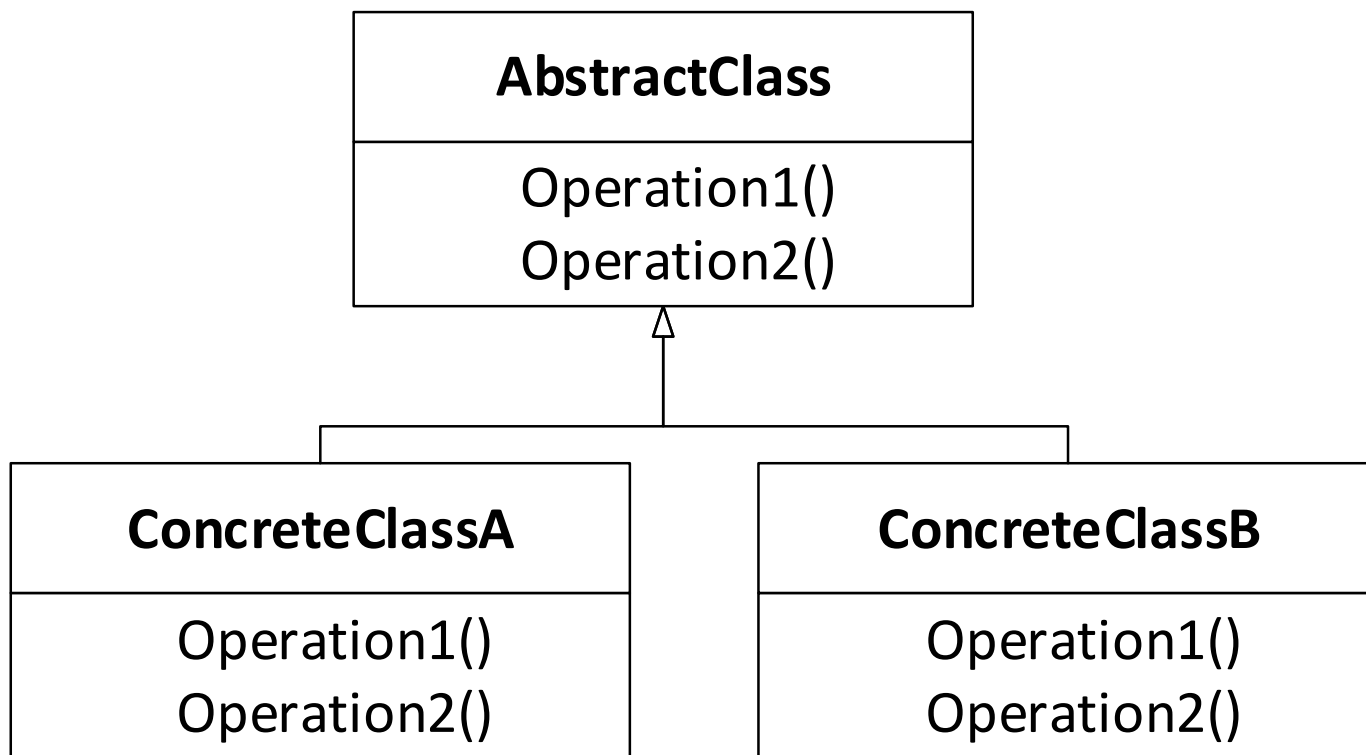 AbstractClass
Operation1()
Operation2()
ConcreteClassA
Operation1()
Operation2()
ConcreteClassB
Operation1()
Operation2()